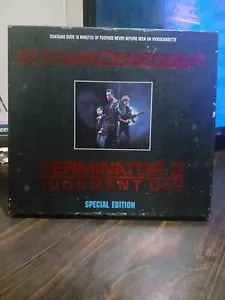 CONTAINS OVER 15 MINUTES OF FOOTAGE NEVER BEFORE SEEN ON VIDEOCASSETTE
SCHWARZENEGGER
TERMINATOR 2
JUDGMENT DAY
SPECIAL EDITION